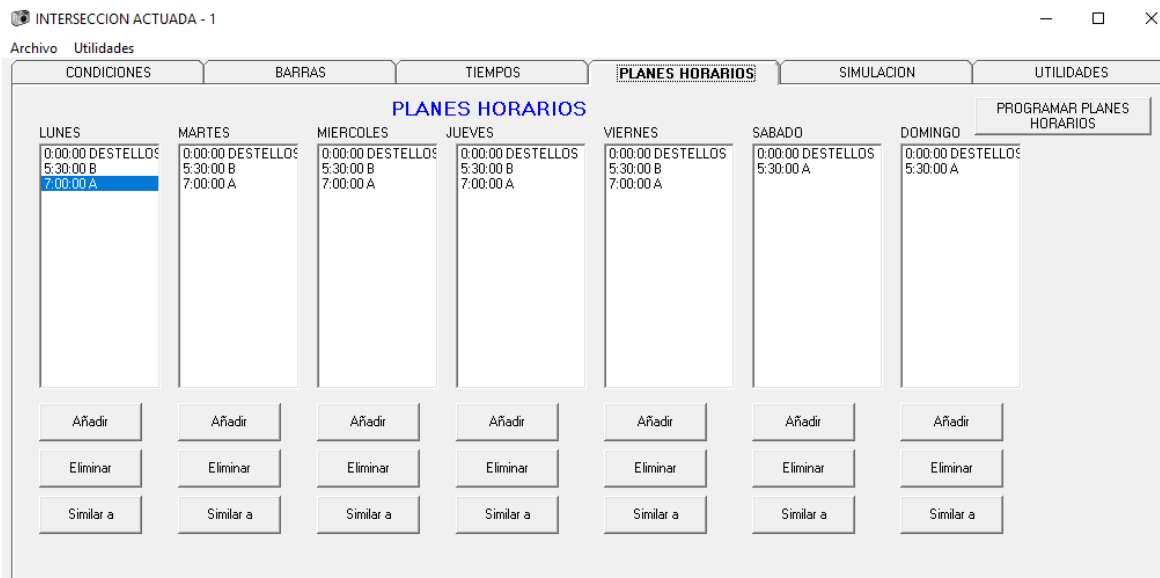 INTERSECCION ACTUADA - 1
Archivo Utilidades
CONDICIONES BARRAS TIEMPOS PLANES HORARIOS SIMULACION UTILIDADES
PLANES HORARIOS
PROGRAMAR PLANES
HORARIOS
LUNES MARTES MIERCOLES JUEVES VIERNES SABADO DOMINGO
0:00:00 DESTELLOS 0:00:00 DESTELLOS 0:00:00 DESTELLOS 0:00:00 DESTELLOS 0:00:00 DESTELLOS 0:00:00 DESTELLOS 0:00:00 DESTELLOS
5:30:00 B 5:30:00 B 5:30:00 B 5:30:00 B 5:30:00 B 5:30:00 A 5:30:00 A
7:00:00 A 7:00:00 A 7:00:00 A 7:00:00 A 7:00:00 A
Añadir Añadir Añadir Añadir Añadir Añadir Añadir
Eliminar Eliminar Eliminar Eliminar Eliminar Eliminar Eliminar
Similar a Similar a Similar a Similar a Similar a Similar a Similar a